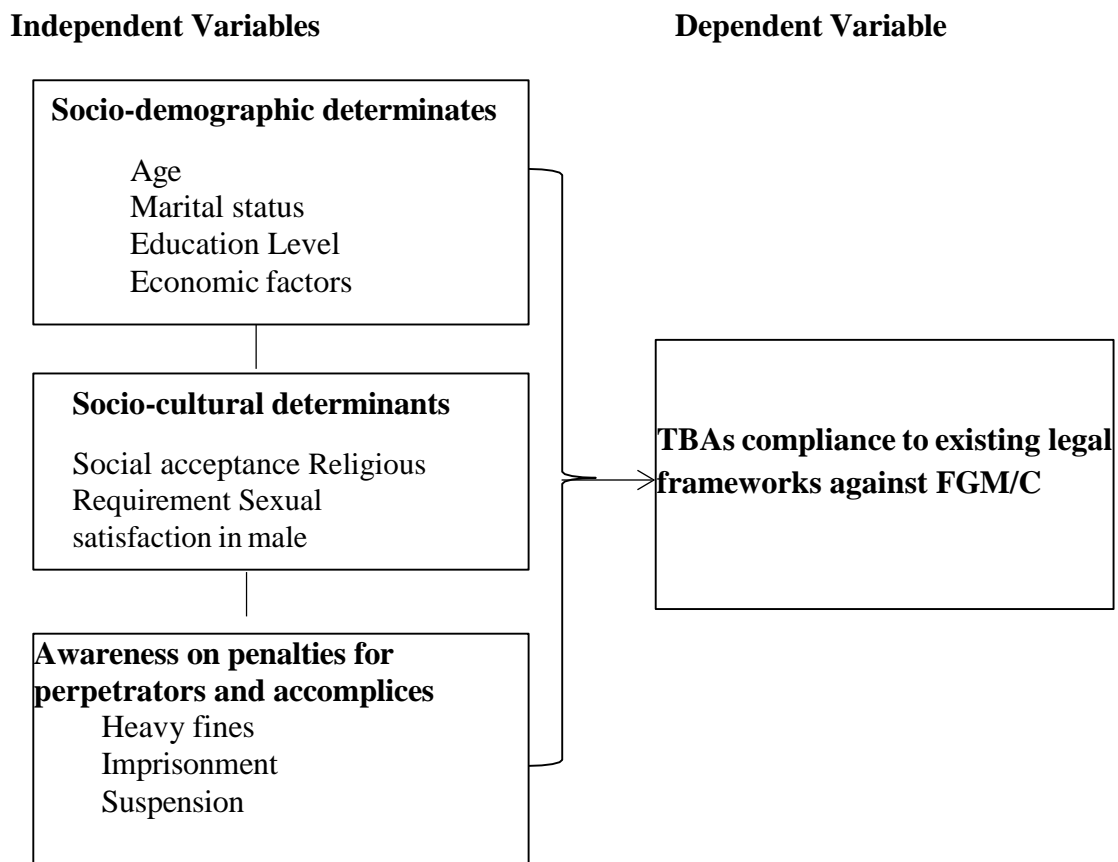 Independent Variables
Dependent Variable
Socio-demographic determinates
Age
Marital status
Education Level
Economic factors
Socio-cultural determinants
Social acceptance Religious
Requirement Sexual
satisfaction in male
Awareness on penalties for
perpetrators and accomplices
Heavy fines
Imprisonment
Suspension
TBAs compliance to existing legal
frameworks against FGM/C